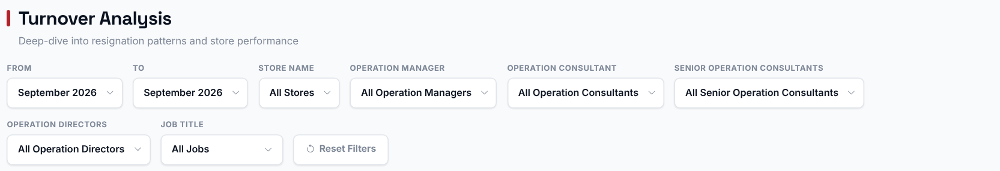 Turnover Analysis
Deep-dive into resignation patterns and store performance
FROM TO STORE NAME OPERATION MANAGER OPERATION CONSULTANT SENIOR OPERATION CONSULTANTS
September 2026 September 2026 All Stores All Operation Managers All Operation Consultants All Senior Operation Consultants
OPERATION DIRECTORS JOB TITLE
All Operation Directors All Jobs Reset Filters